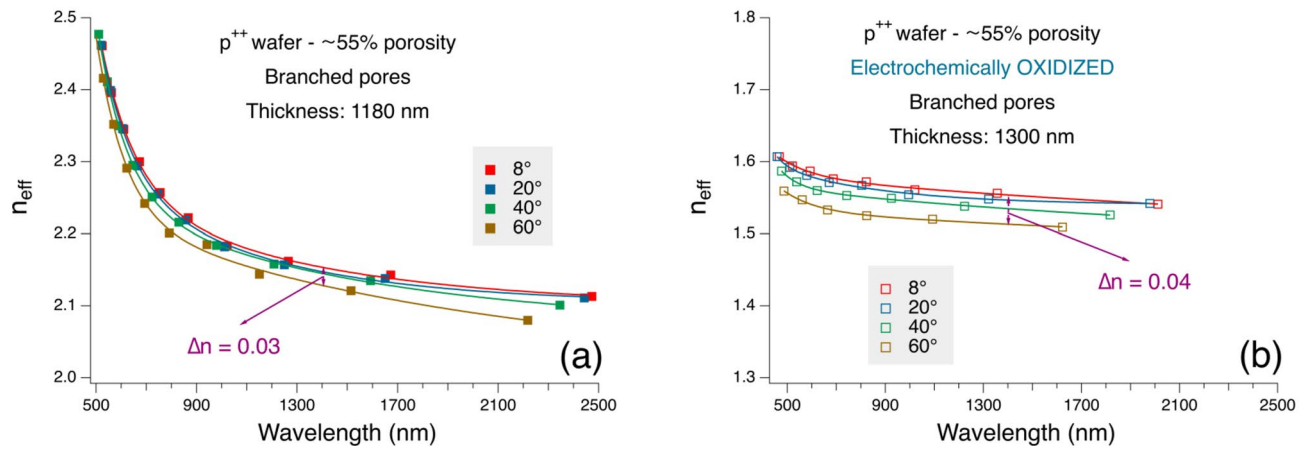 2.5
2.4
2.3
2.2
2.1
2.0
n_eff
p⁺⁺ wafer - ~55% porosity
Branched pores
Thickness: 1180 nm
8°
20°
40°
60°
Δn = 0.03
(a)
500 900 1300 1700 2100 2500
Wavelength (nm)
1.8
1.7
1.6
1.5
1.4
1.3
n_eff
p⁺⁺ wafer - ~55% porosity
Electrochemically OXIDIZED
Branched pores
Thickness: 1300 nm
Δn = 0.04
8°
20°
40°
60°
(b)
500 900 1300 1700 2100 2500
Wavelength (nm)